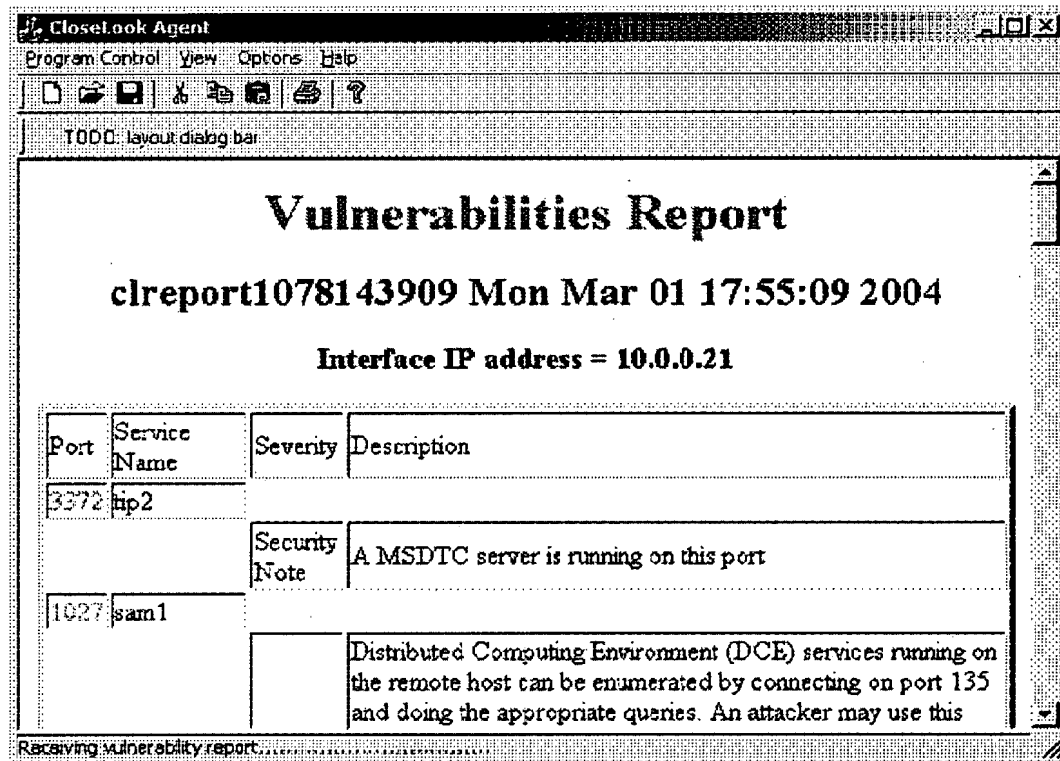 CloseLook Agent
Program Control View Options Help
TODO: layout dialog bar
Vulnerabilities Report
clreport1078143909 Mon Mar 01 17:55:09 2004
Interface IP address = 10.0.0.21
Port Service Name Severity Description
3372 tip2
Security Note A MSDTC server is running on this port
1027 sam1
Distributed Computing Environment (DCE) services running on
the remote host can be enumerated by connecting on port 135
and doing the appropriate queries. An attacker may use this
Receiving vulnerability report................................